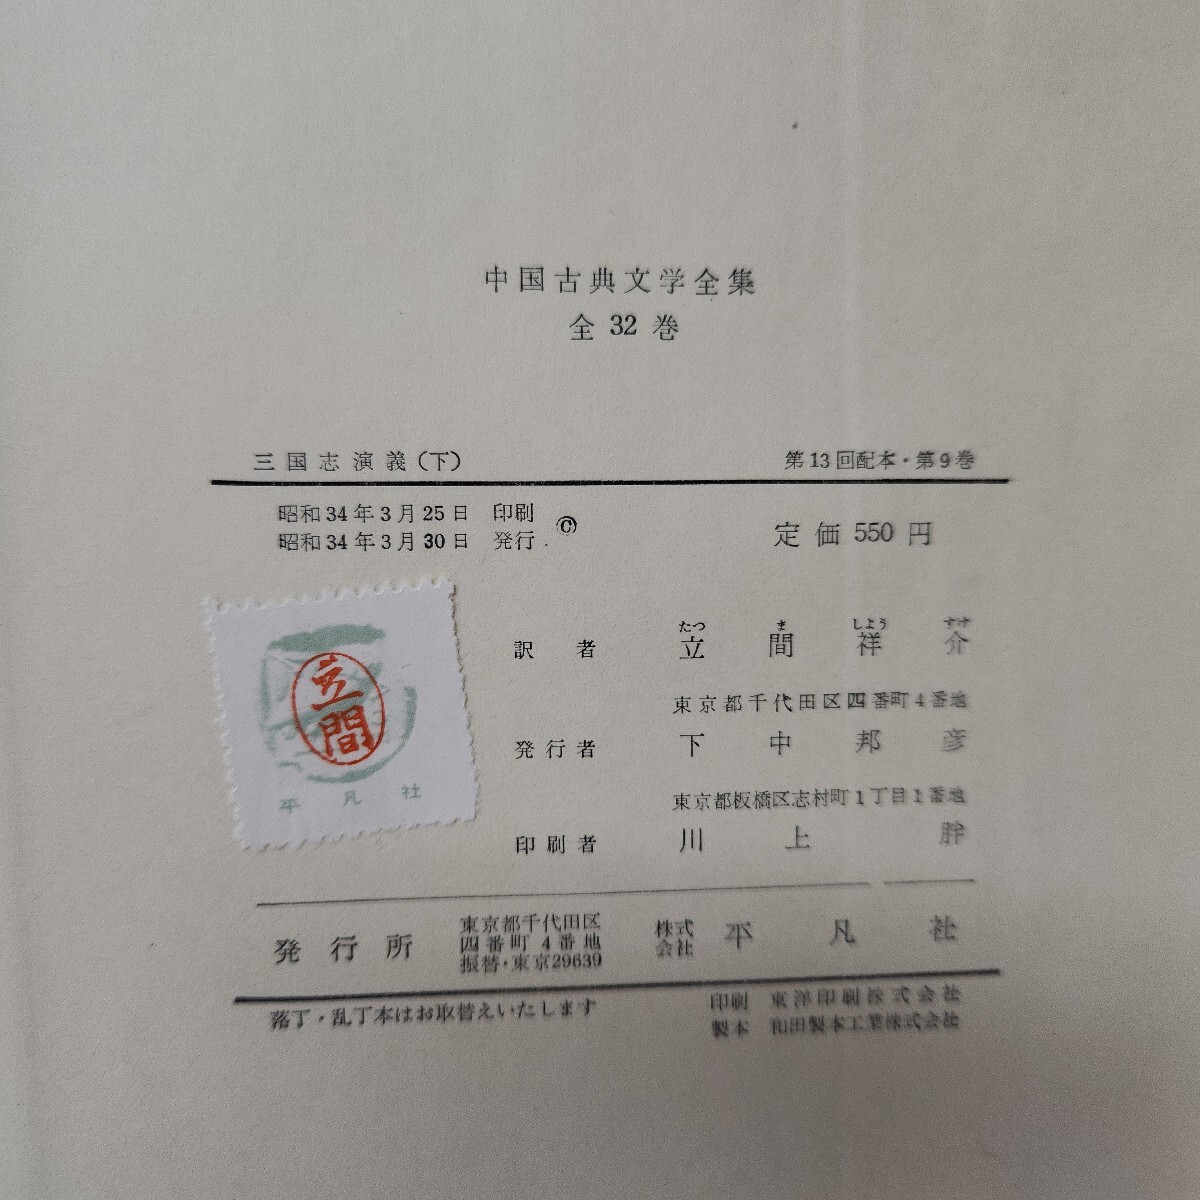 中国古典文学全集
全32巻
三国志演義(下)
第13回配本・第9巻
昭和34年3月25日 印刷
昭和34年3月30日 発行
©
定価 550円
たつ ま しよう すけ
訳者 立間祥介
東京都千代田区四番町4番地
発行者 下中邦彦
東京都板橋区志村町1丁目1番地
印刷者 川上胖
立間
平凡社
発行所
東京都千代田区
四番町4番地
振替・東京29639
株式
会社
平凡社
落丁・乱丁本はお取替えいたします
印刷 東洋印刷株式会社
製本 和田製本工業株式会社